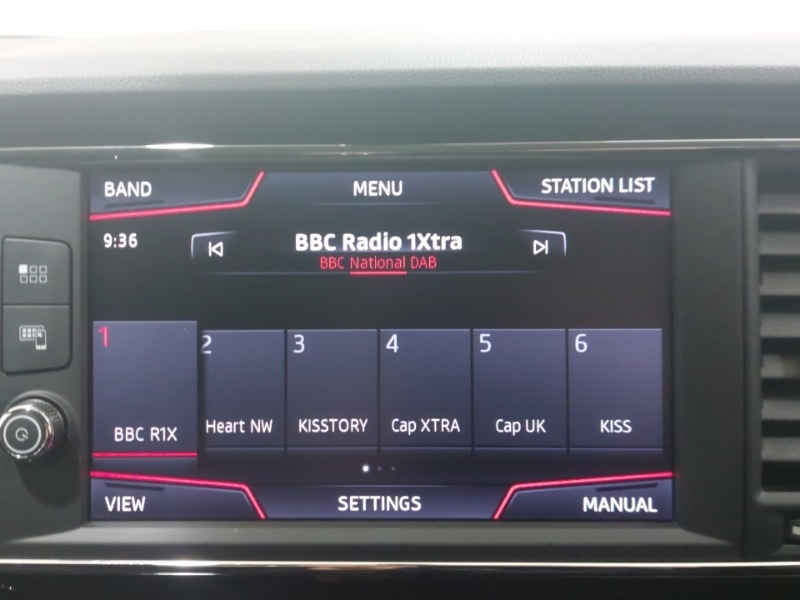 BAND MENU STATION LIST
9:36 BBC Radio 1Xtra
BBC National DAB
1 2 3 4 5 6
BBC R1X Heart NW KISSTORY Cap XTRA Cap UK KISS
VIEW SETTINGS MANUAL